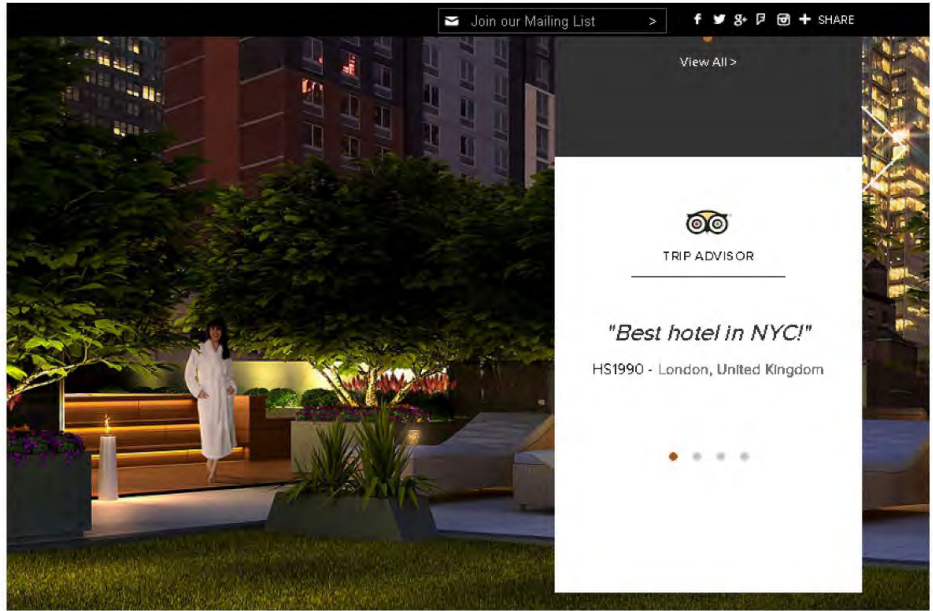 Join our Mailing List >
SHARE
View All >
TRIP ADVISOR
"Best hotel in NYC!"
HS1990 - London, United Kingdom